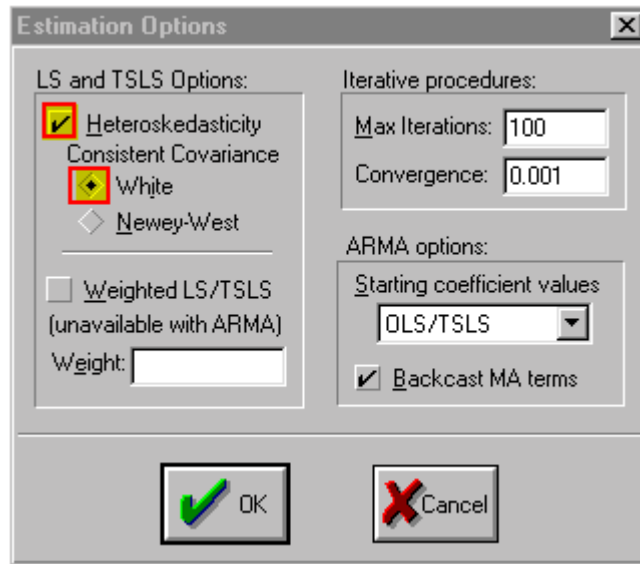 Estimation Options
LS and TSLS Options:
Heteroskedasticity
Consistent Covariance
White
Newey-West
Weighted LS/TSLS
(unavailable with ARMA)
Weight:
Iterative procedures:
Max Iterations: 100
Convergence: 0.001
ARMA options:
Starting coefficient values
OLS/TSLS
Backcast MA terms
OK
Cancel